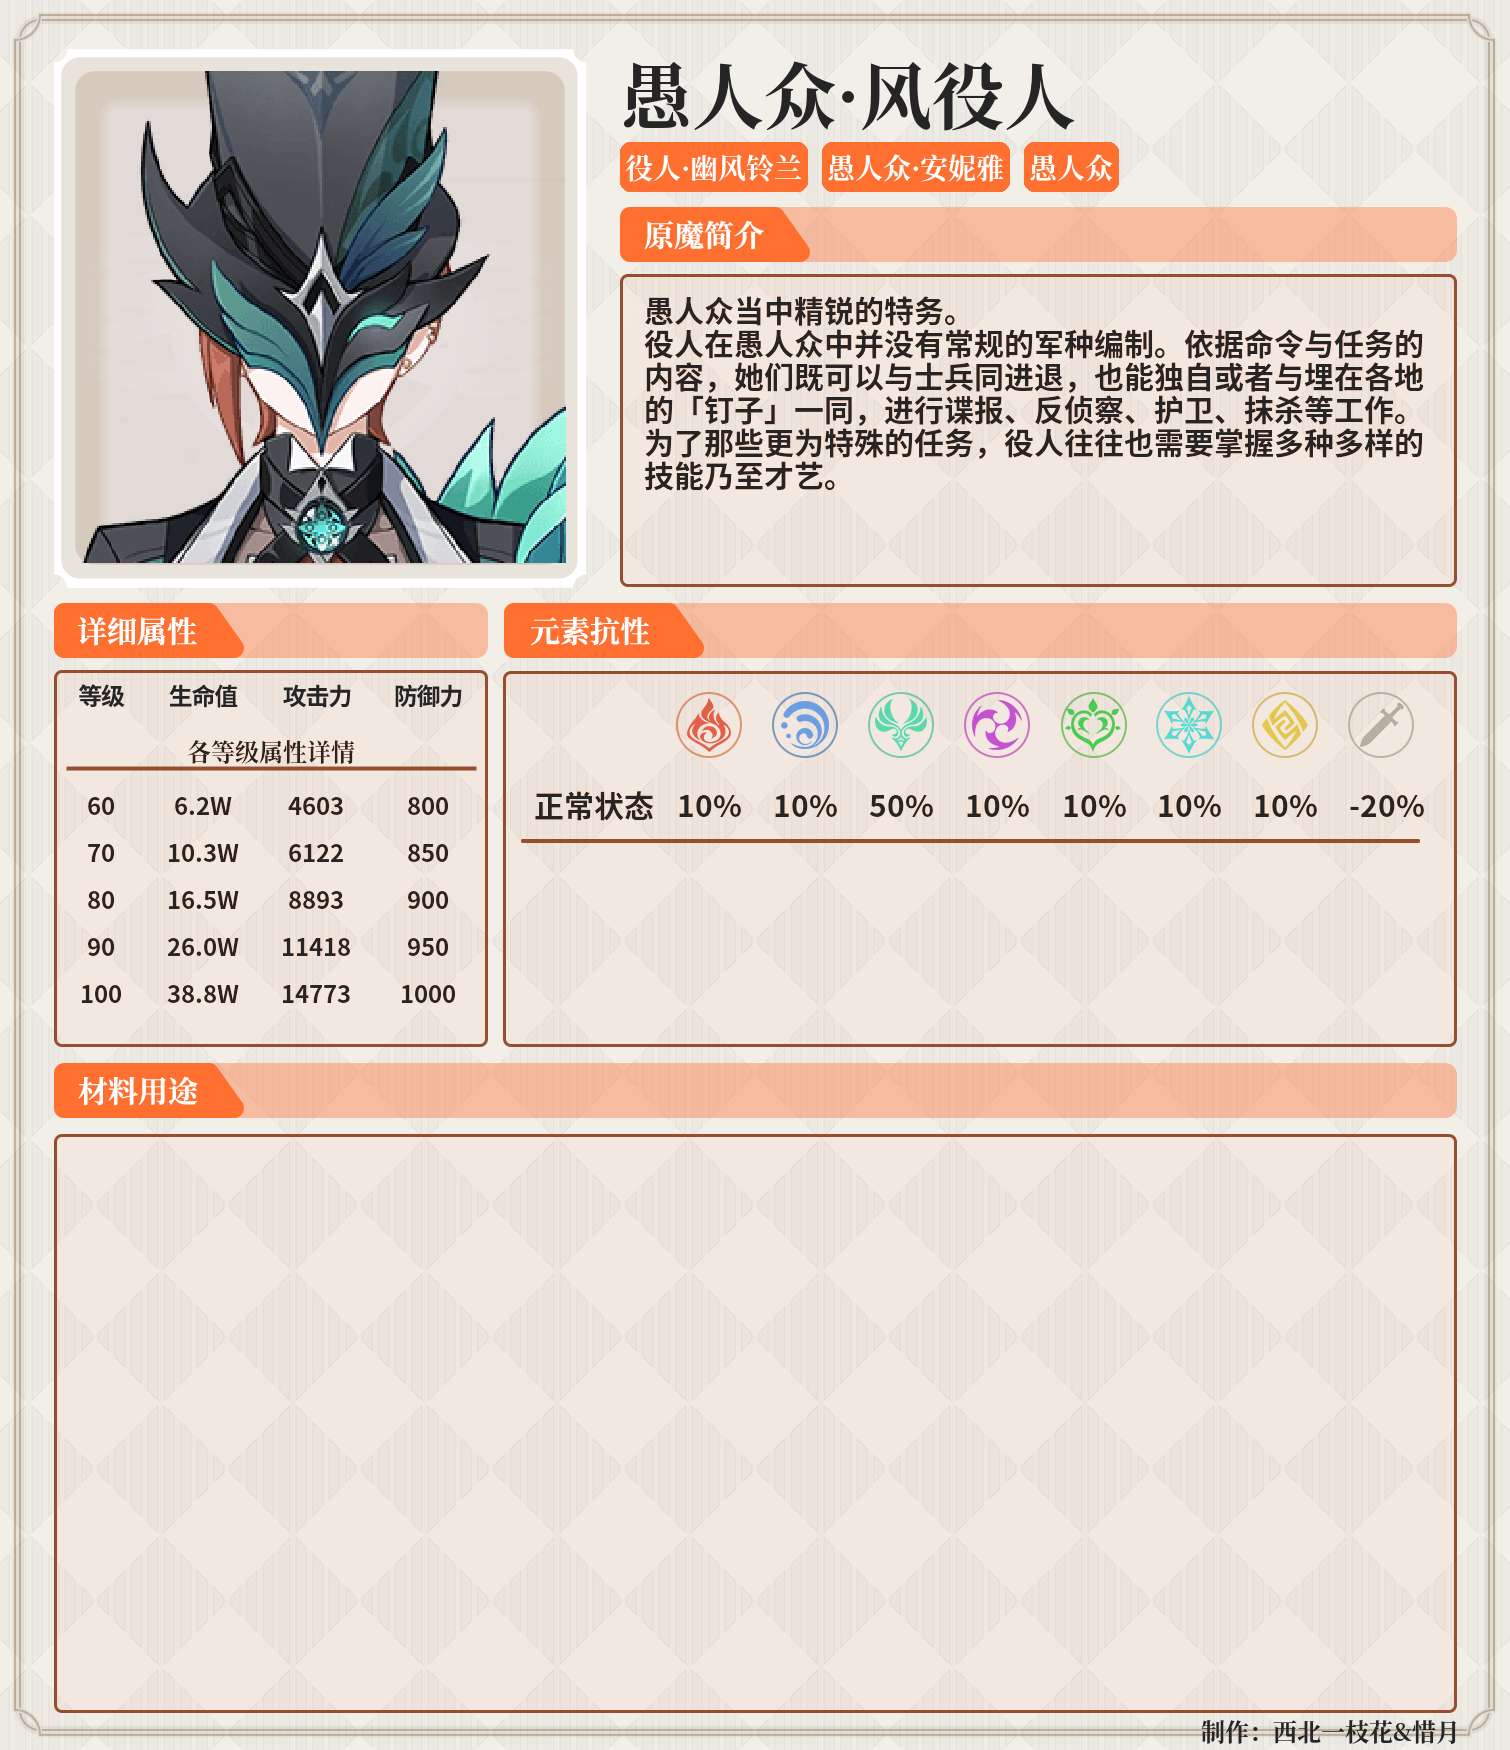 愚人众·风役人
役人·幽风铃兰 愚人众·安妮雅 愚人众
原魔简介
愚人众当中精锐的特务。
役人在愚人众中并没有常规的军种编制。依据命令与任务的
内容，她们既可以与士兵同进退，也能独自或者与埋在各地
的「钉子」一同，进行谍报、反侦察、护卫、抹杀等工作。
为了那些更为特殊的任务，役人往往也需要掌握多种多样的
技能乃至才艺。
详细属性
等级 生命值 攻击力 防御力
各等级属性详情
60 6.2W 4603 800
70 10.3W 6122 850
80 16.5W 8893 900
90 26.0W 11418 950
100 38.8W 14773 1000
元素抗性
正常状态 10% 10% 50% 10% 10% 10% 10% -20%
材料用途
制作：西北一枝花&惜月